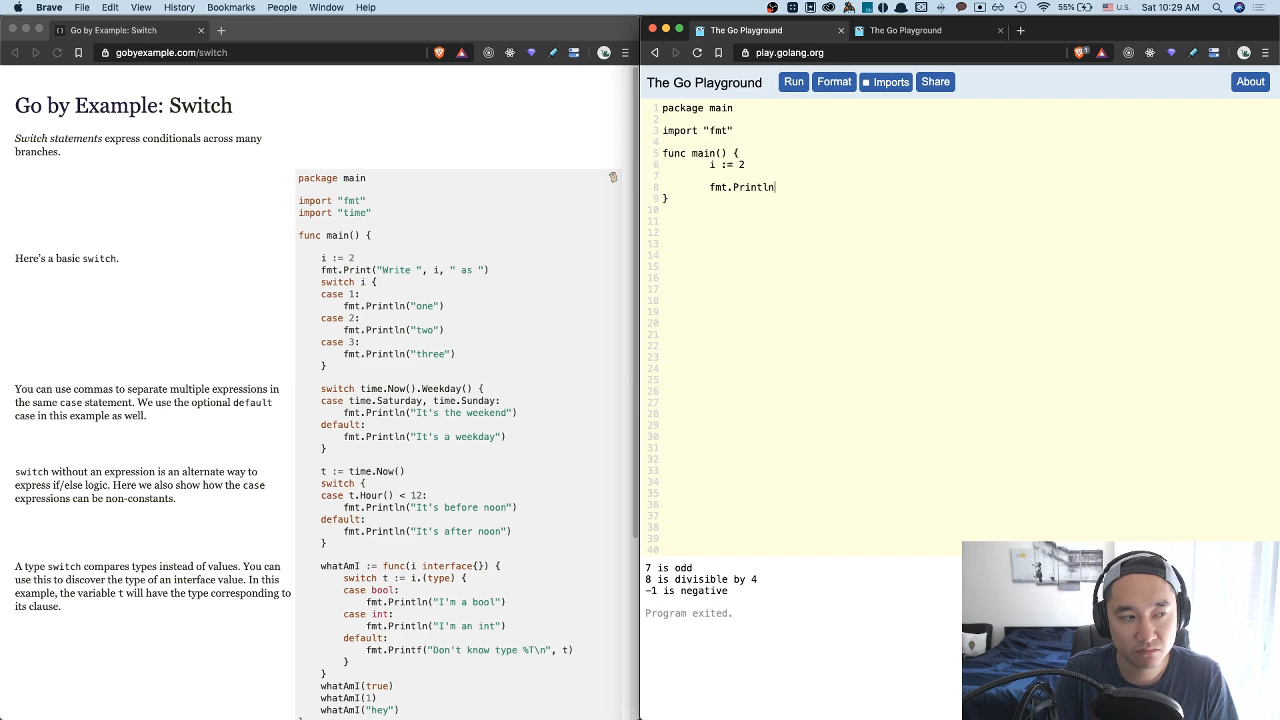 Brave File Edit View History Bookmarks People Window Help
55% Sat 10:29 AM
Go by Example: Switch
gobyexample.com/switch
Go by Example: Switch
Switch statements express conditionals across many
branches.
Here's a basic switch.
You can use commas to separate multiple expressions in
the same case statement. We use the optional default
case in this example as well.
switch without an expression is an alternate way to
express if/else logic. Here we also show how the case
expressions can be non-constants.
A type switch compares types instead of values. You can
use this to discover the type of an interface value. In this
example, the variable t will have the type corresponding to
its clause.
package main
import "fmt"
import "time"
func main() {
i := 2
fmt.Print("Write ", i, " as ")
switch i {
case 1:
fmt.Println("one")
case 2:
fmt.Println("two")
case 3:
fmt.Println("three")
}
switch time.Now().Weekday() {
case time.Saturday, time.Sunday:
fmt.Println("It's the weekend")
default:
fmt.Println("It's a weekday")
}
t := time.Now()
switch {
case t.Hour() < 12:
fmt.Println("It's before noon")
default:
fmt.Println("It's after noon")
}
whatAmI := func(i interface{}) {
switch t := i.(type) {
case bool:
fmt.Println("I'm a bool")
case int:
fmt.Println("I'm an int")
default:
fmt.Printf("Don't know type %T\n", t)
}
}
whatAmI(true)
whatAmI(1)
whatAmI("hey")
The Go Playground
The Go Playground
play.golang.org
The Go Playground Run Format Imports Share About
1 package main
2
3 import "fmt"
4
5 func main() {
6 i := 2
7
8 fmt.Println
9 }
10
11
12
13
14
15
16
17
18
19
20
21
22
23
24
25
26
27
28
29
30
31
32
33
34
35
36
37
38
39
40
7 is odd
8 is divisible by 4
-1 is negative
Program exited.